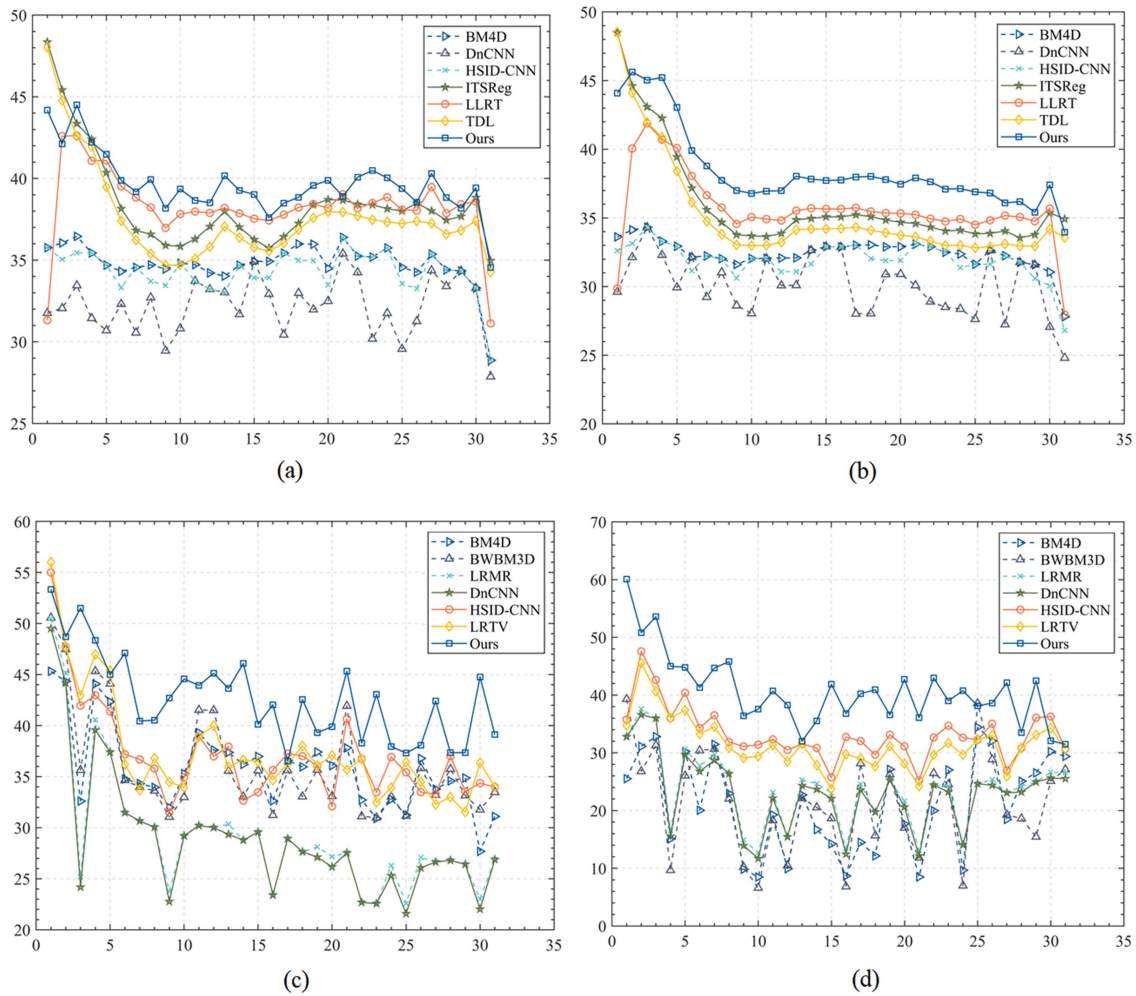 50
45
40
35
30
25
0 5 10 15 20 25 30 35
BM4D
DnCNN
HSID-CNN
ITSReg
LLRT
TDL
Ours
(a)
50
45
40
35
30
25
20
0 5 10 15 20 25 30 35
BM4D
DnCNN
HSID-CNN
ITSReg
LLRT
TDL
Ours
(b)
60
55
50
45
40
35
30
25
20
0 5 10 15 20 25 30 35
BM4D
BWBM3D
LRMR
DnCNN
HSID-CNN
LRTV
Ours
(c)
70
60
50
40
30
20
10
0
0 5 10 15 20 25 30 35
BM4D
BWBM3D
LRMR
DnCNN
HSID-CNN
LRTV
Ours
(d)